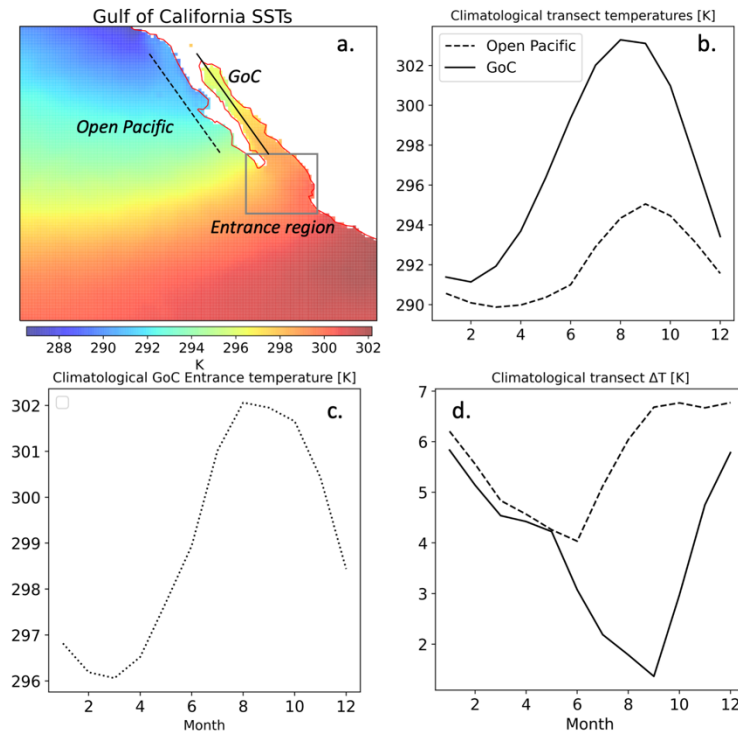 Gulf of California SSTs
a.
GoC
Open Pacific
Entrance region
288 290 292 294 296 298 300 302
K
Climatological transect temperatures [K]
b.
Open Pacific
GoC
302
300
298
296
294
292
290
2 4 6 8 10 12
Climatological GoC Entrance temperature [K]
c.
302
301
300
299
298
297
296
2 4 6 8 10 12
Month
Climatological transect ΔT [K]
d.
7
6
5
4
3
2
2 4 6 8 10 12
Month